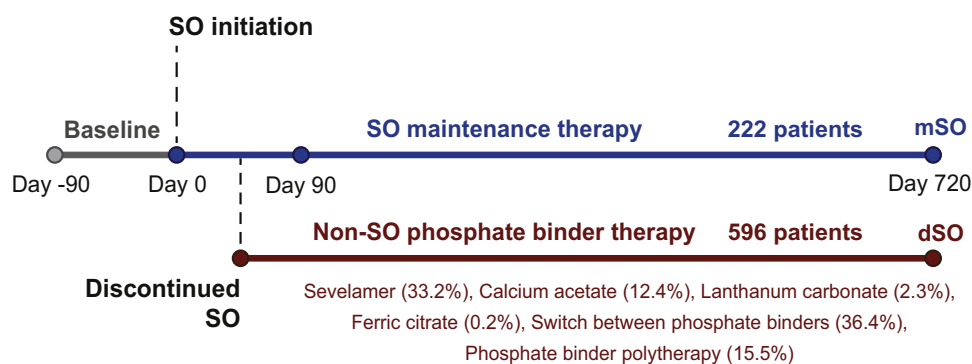 SO initiation
Baseline
SO maintenance therapy
222 patients
mSO
Day -90
Day 0
Day 90
Day 720
Non-SO phosphate binder therapy
596 patients
dSO
Discontinued
SO
Sevelamer (33.2%), Calcium acetate (12.4%), Lanthanum carbonate (2.3%),
Ferric citrate (0.2%), Switch between phosphate binders (36.4%),
Phosphate binder polytherapy (15.5%)